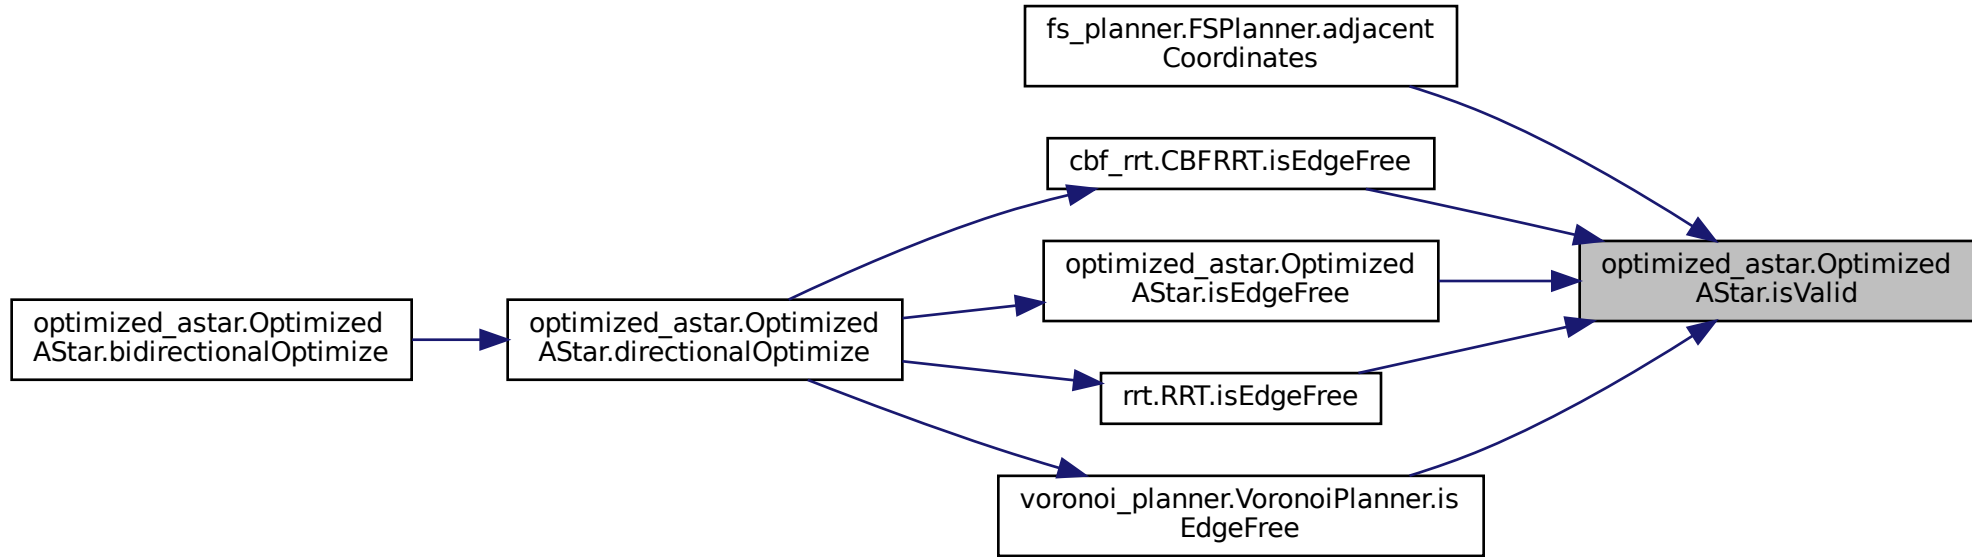 fs_planner.FSPlanner.adjacent
Coordinates
cbf_rrt.CBFRRT.isEdgeFree
optimized_astar.Optimized
AStar.isEdgeFree
optimized_astar.Optimized
AStar.isValid
optimized_astar.Optimized
AStar.bidirectionalOptimize
optimized_astar.Optimized
AStar.directionalOptimize
rrt.RRT.isEdgeFree
voronoi_planner.VoronoiPlanner.is
EdgeFree